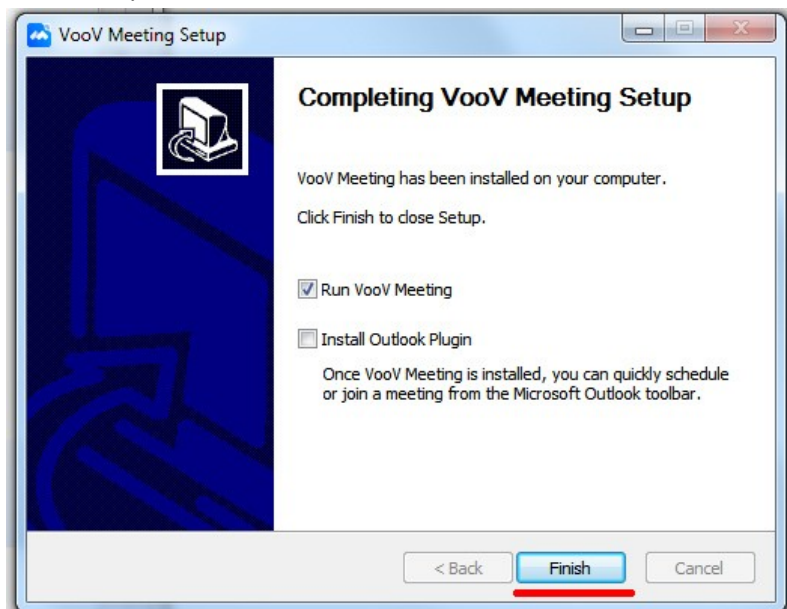 VooV Meeting Setup
Completing VooV Meeting Setup
VooV Meeting has been installed on your computer.
Click Finish to close Setup.
Run VooV Meeting
Install Outlook Plugin
Once VooV Meeting is installed, you can quickly schedule
or join a meeting from the Microsoft Outlook toolbar.
< Back Finish Cancel